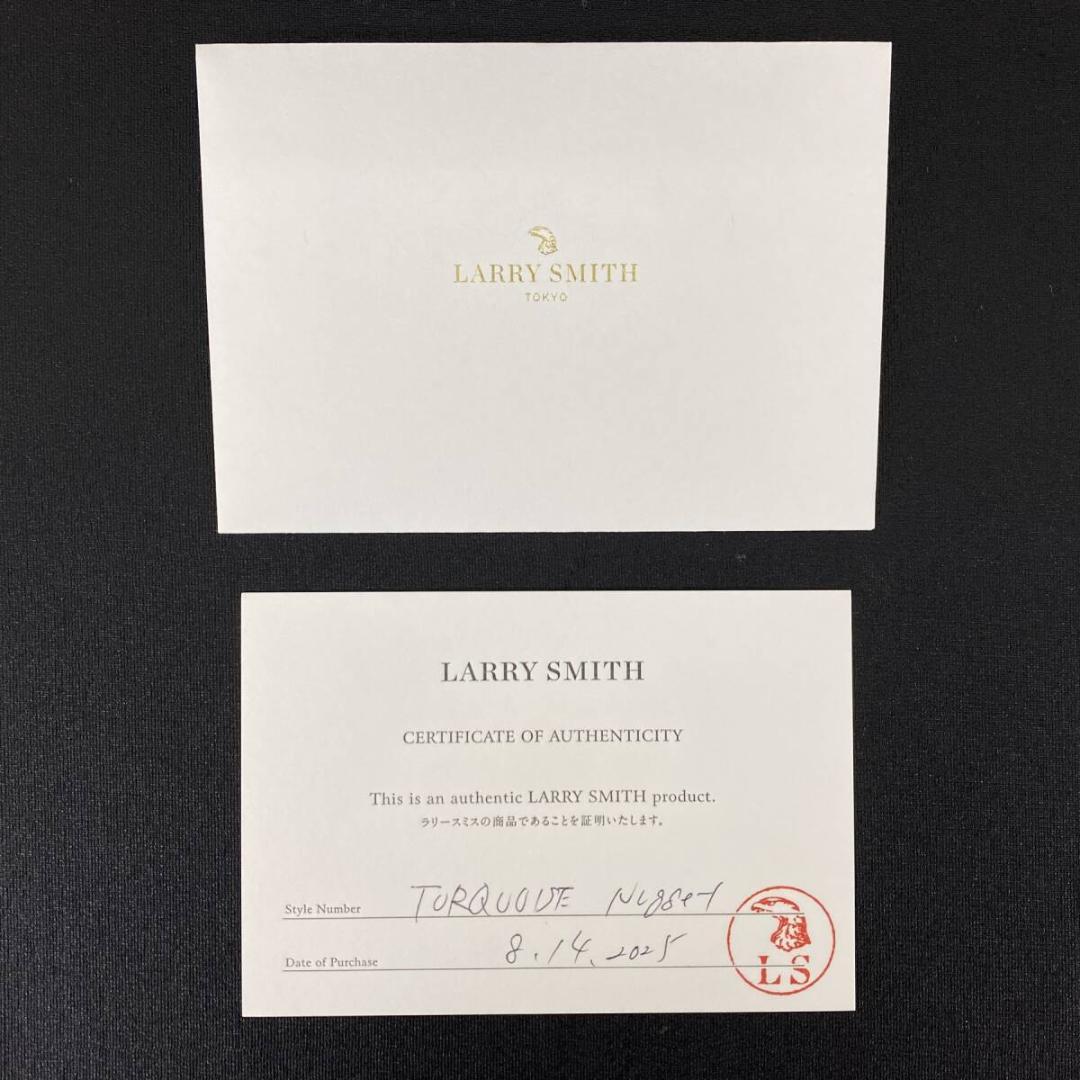 LARRY SMITH
TOKYO
LARRY SMITH
CERTIFICATE OF AUTHENTICITY
This is an authentic LARRY SMITH product.
ラリースミスの商品であることを証明いたします。
Style Number TURQUOISE Nugget
Date of Purchase 8.14.2025
LS